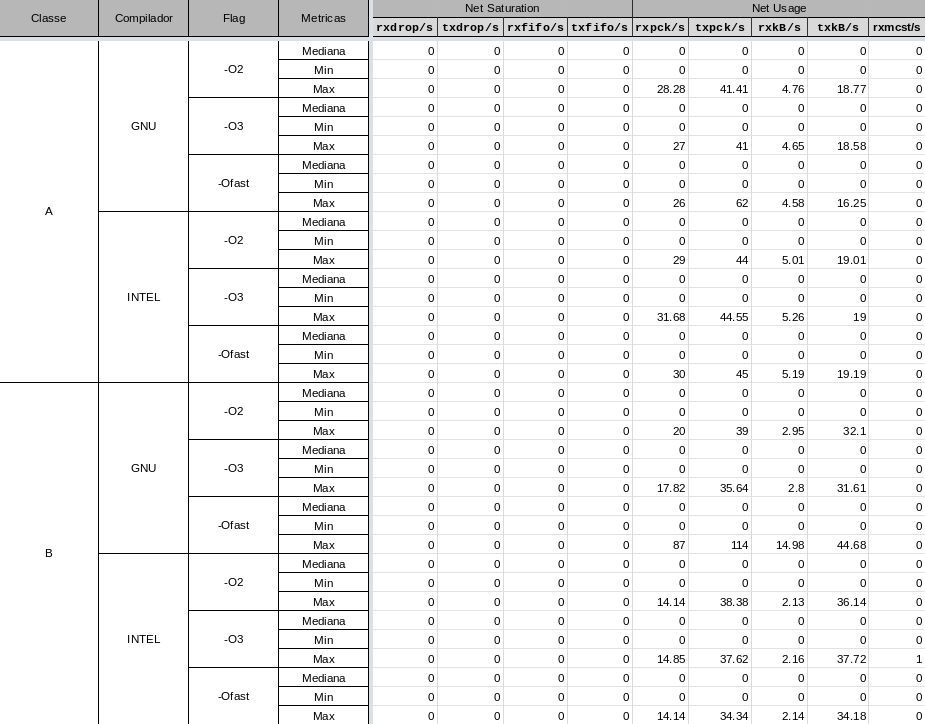 Classe Compilador Flag Metricas Net Saturation Net Usage
rxdrop/s txdrop/s rxfifo/s txfifo/s rxpck/s txpck/s rxkB/s txkB/s rxmcst/s
A GNU -O2 Mediana 0 0 0 0 0 0 0 0 0
Min 0 0 0 0 0 0 0 0 0
Max 0 0 0 0 28.28 41.41 4.76 18.77 0
-O3 Mediana 0 0 0 0 0 0 0 0 0
Min 0 0 0 0 0 0 0 0 0
Max 0 0 0 0 27 41 4.65 18.58 0
-Ofast Mediana 0 0 0 0 0 0 0 0 0
Min 0 0 0 0 0 0 0 0 0
Max 0 0 0 0 26 62 4.58 16.25 0
INTEL -O2 Mediana 0 0 0 0 0 0 0 0 0
Min 0 0 0 0 0 0 0 0 0
Max 0 0 0 0 29 44 5.01 19.01 0
-O3 Mediana 0 0 0 0 0 0 0 0 0
Min 0 0 0 0 0 0 0 0 0
Max 0 0 0 0 31.68 44.55 5.26 19 0
-Ofast Mediana 0 0 0 0 0 0 0 0 0
Min 0 0 0 0 0 0 0 0 0
Max 0 0 0 0 30 45 5.19 19.19 0
B GNU -O2 Mediana 0 0 0 0 0 0 0 0 0
Min 0 0 0 0 0 0 0 0 0
Max 0 0 0 0 20 39 2.95 32.1 0
-O3 Mediana 0 0 0 0 0 0 0 0 0
Min 0 0 0 0 0 0 0 0 0
Max 0 0 0 0 17.82 35.64 2.8 31.61 0
-Ofast Mediana 0 0 0 0 0 0 0 0 0
Min 0 0 0 0 0 0 0 0 0
Max 0 0 0 0 87 114 14.98 44.68 0
INTEL -O2 Mediana 0 0 0 0 0 0 0 0 0
Min 0 0 0 0 0 0 0 0 0
Max 0 0 0 0 14.14 38.38 2.13 36.14 0
-O3 Mediana 0 0 0 0 0 0 0 0 0
Min 0 0 0 0 0 0 0 0 0
Max 0 0 0 0 14.85 37.62 2.16 37.72 1
-Ofast Mediana 0 0 0 0 0 0 0 0 0
Min 0 0 0 0 0 0 0 0 0
Max 0 0 0 0 14.14 34.34 2.14 34.18 0